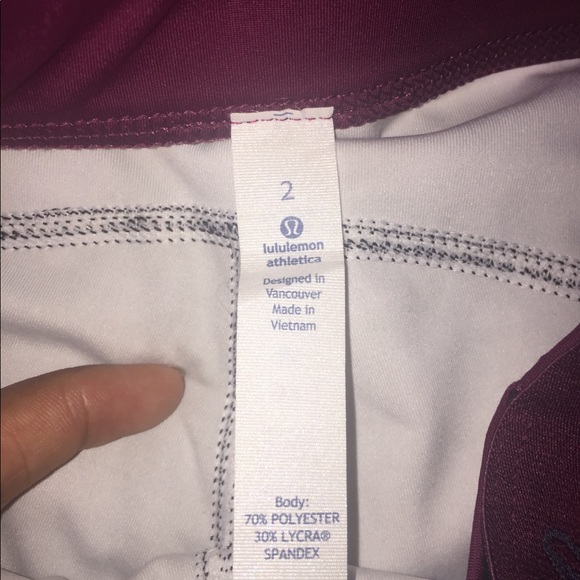 2
lululemon
athletica
Designed in
Vancouver
Made in
Vietnam
Body:
70% POLYESTER
30% LYCRA®
SPANDEX